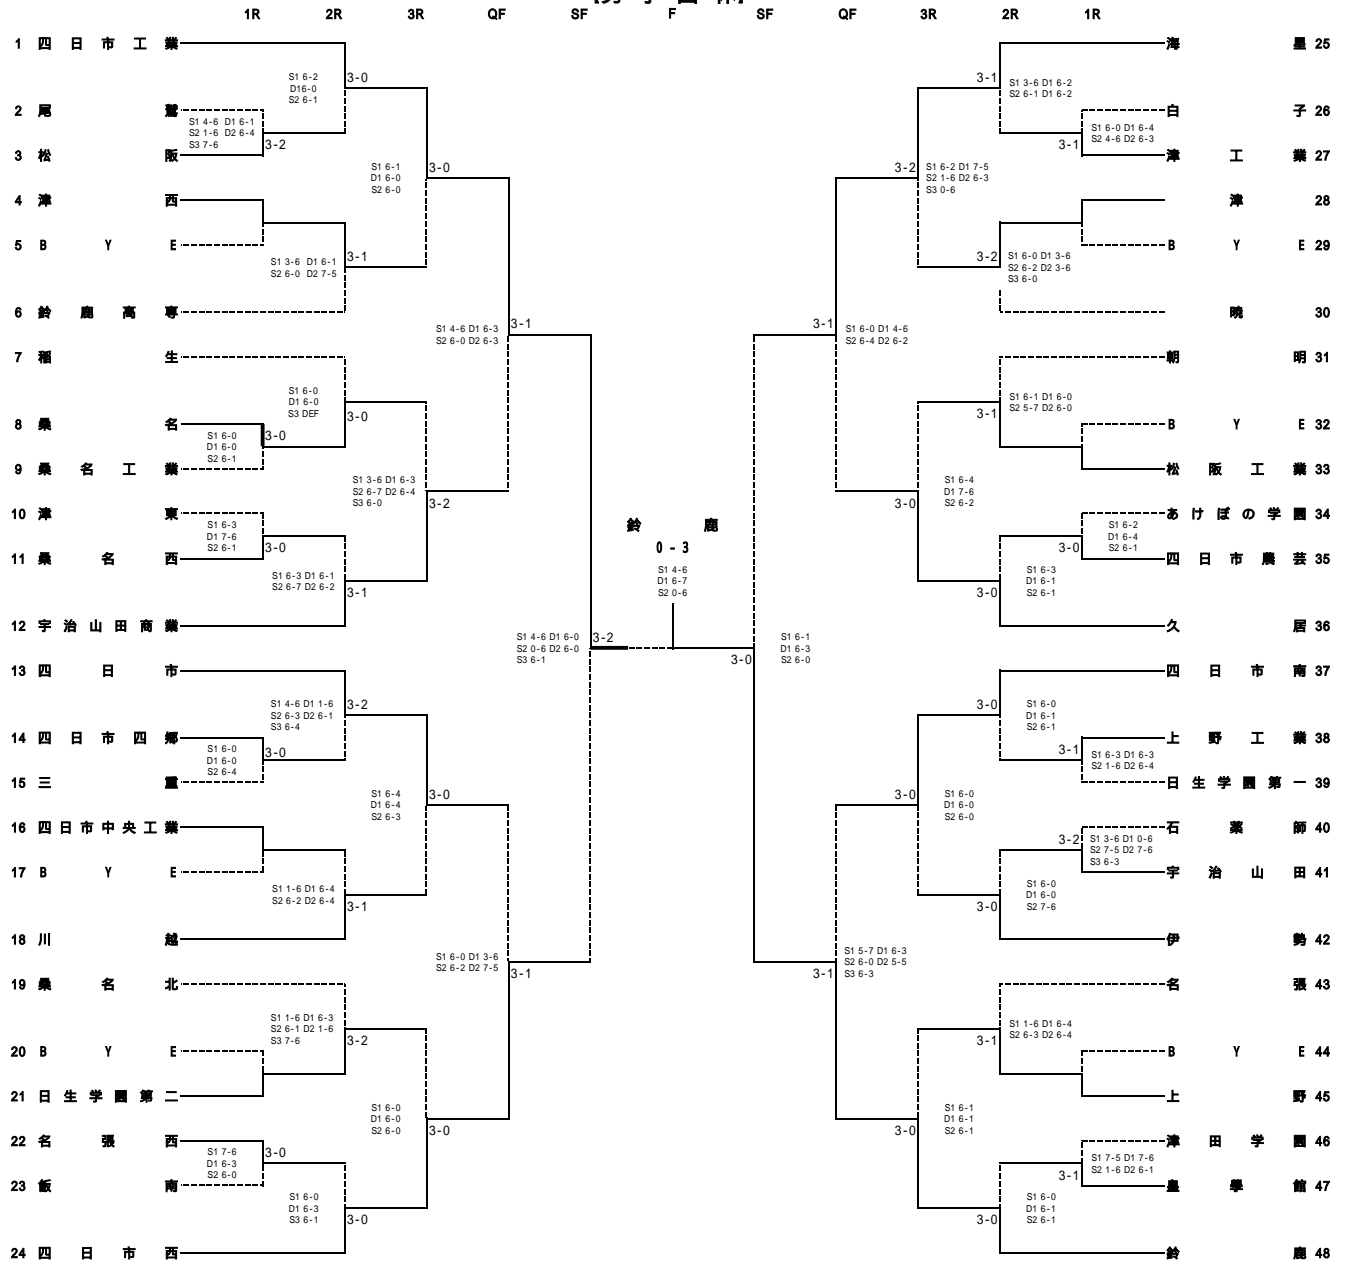 1R 2R 3R QF SF F SF QF 3R 2R 1R
1 四日市工業
S1 6-2
D16-0
S2 6-1
3-0
2 尾鷲
S1 4-6 D1 6-1
S2 1-6 D2 6-4
S3 7-6
3-2
3 松阪
S1 6-1
D1 6-0
S2 6-0
3-0
4 津西
5 BYE
S1 3-6 D1 6-1
S2 6-0 D2 7-5
3-1
6 鈴鹿高専
S1 4-6 D1 6-3
S2 6-0 D2 6-3
3-1
7 稲生
S1 6-0
D1 6-0
S3 DEF
3-0
8 桑名
S1 6-0
D1 6-0
S2 6-1
3-0
9 桑名工業
S1 3-6 D1 6-3
S2 6-7 D2 6-4
S3 6-0
3-2
10 津東
S1 6-3
D1 7-6
S2 6-1
3-0
11 桑名西
S1 6-3 D1 6-1
S2 6-7 D2 6-2
3-1
12 宇治山田商業
S1 4-6 D1 6-0
S2 0-6 D2 6-0
S3 6-1
3-2
13 四日市
S1 4-6 D1 1-6
S2 6-3 D2 6-1
S3 6-4
3-2
14 四日市四郷
S1 6-0
D1 6-0
S2 6-4
3-0
15 三重
S1 6-4
D1 6-4
S2 6-3
3-0
16 四日市中央工業
17 BYE
S1 1-6 D1 6-4
S2 6-2 D2 6-4
3-1
18 川越
S1 6-0 D1 3-6
S2 6-2 D2 7-5
3-1
19 桑名北
S1 1-6 D1 6-3
S2 6-1 D2 1-6
S3 7-6
3-2
20 BYE
21 日生学園第二
S1 6-0
D1 6-0
S2 6-0
3-0
22 名張西
S1 7-6
D1 6-3
S2 6-0
3-0
23 飯南
S1 6-0
D1 6-3
S3 6-1
3-0
24 四日市西
鈴鹿
0-3
S1 4-6
D1 6-7
S2 0-6
海星 25
3-1
S1 3-6 D1 6-2
S2 6-1 D1 6-2
白子 26
S1 6-0 D1 6-4
S2 4-6 D2 6-3
3-1
津工業 27
3-2
S1 6-2 D1 7-5
S2 1-6 D2 6-3
S3 0-6
津 28
BYE 29
3-2
S1 6-0 D1 3-6
S2 6-2 D2 3-6
S3 6-0
暁 30
3-1
S1 6-0 D1 4-6
S2 6-4 D2 6-2
朝明 31
S1 6-1 D1 6-0
S2 5-7 D2 6-0
3-1
BYE 32
松阪工業 33
S1 6-4
D1 7-6
S2 6-2
3-0
あけぼの学園 34
S1 6-2
D1 6-4
S2 6-1
3-0
四日市農芸 35
S1 6-3
D1 6-1
S2 6-1
3-0
久居 36
S1 6-1
D1 6-3
S2 6-0
3-0
四日市南 37
3-0
S1 6-0
D1 6-1
S2 6-1
上野工業 38
3-1
S1 6-3 D1 6-3
S2 1-6 D2 6-4
日生学園第一 39
3-0
S1 6-0
D1 6-0
S2 6-0
石薬師 40
3-2
S1 3-6 D1 0-6
S2 7-5 D2 7-6
S3 6-3
宇治山田 41
S1 6-0
D1 6-0
S2 7-6
3-0
伊勢 42
S1 5-7 D1 6-3
S2 6-0 D2 5-5
S3 6-3
3-1
名張 43
S1 1-6 D1 6-4
S2 6-3 D2 6-4
3-1
BYE 44
上野 45
S1 6-1
D1 6-1
S2 6-1
3-0
津田学園 46
S1 7-5 D1 7-6
S2 1-6 D2 6-1
3-1
皇學館 47
S1 6-0
D1 6-1
S2 6-1
3-0
鈴鹿 48